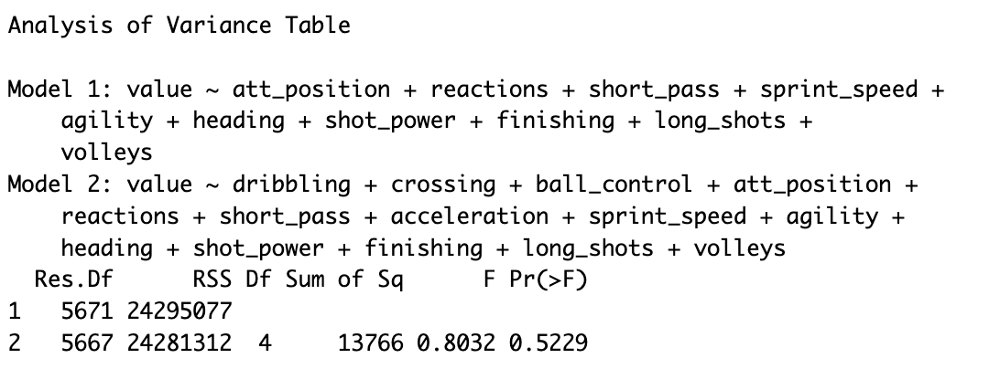 Analysis of Variance Table

Model 1: value ~ att_position + reactions + short_pass + sprint_speed +
    agility + heading + shot_power + finishing + long_shots +
    volleys
Model 2: value ~ dribbling + crossing + ball_control + att_position +
    reactions + short_pass + acceleration + sprint_speed + agility +
    heading + shot_power + finishing + long_shots + volleys
  Res.Df      RSS Df Sum of Sq      F Pr(>F)
1   5671 24295077
2   5667 24281312  4     13766 0.8032 0.5229